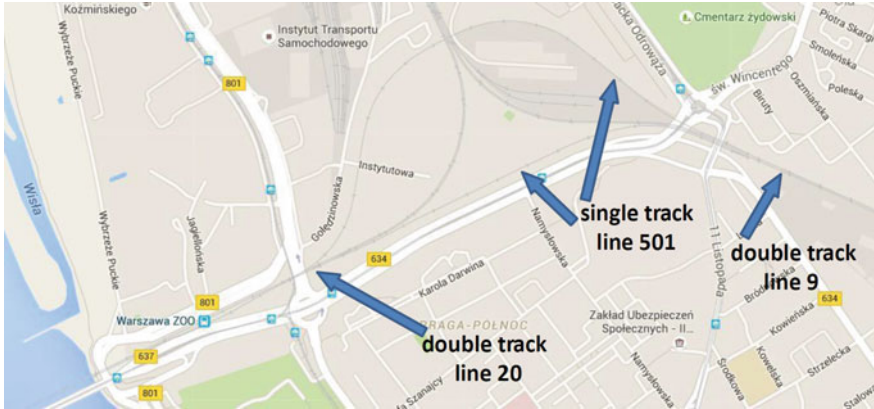 Koźmińskiego
Wybrzeże Puckie
Instytut Transportu
Samochodowego
801
Cmentarz żydowski
Piotra Skargi
Smoleńska
Poleska
św. Wincentego
Oszmiańska
Biruty
Instytutowa
Gołędzinowska
Wisła
Wybrzeże Puckie
Jagiellońska
single track
line 501
Namysłowska
11 Listopada
double track
line 9
634
Karola Darwina
801
Warszawa ZOO
PRAGA-PÓŁNOC
double track
line 20
Zakład Ubezpieczeń
Społecznych - II...
Kowieńska
634
637
801
Namysłowska
Środkowa
Kowelska
Strzelecka
Szanajcy
Stalowa